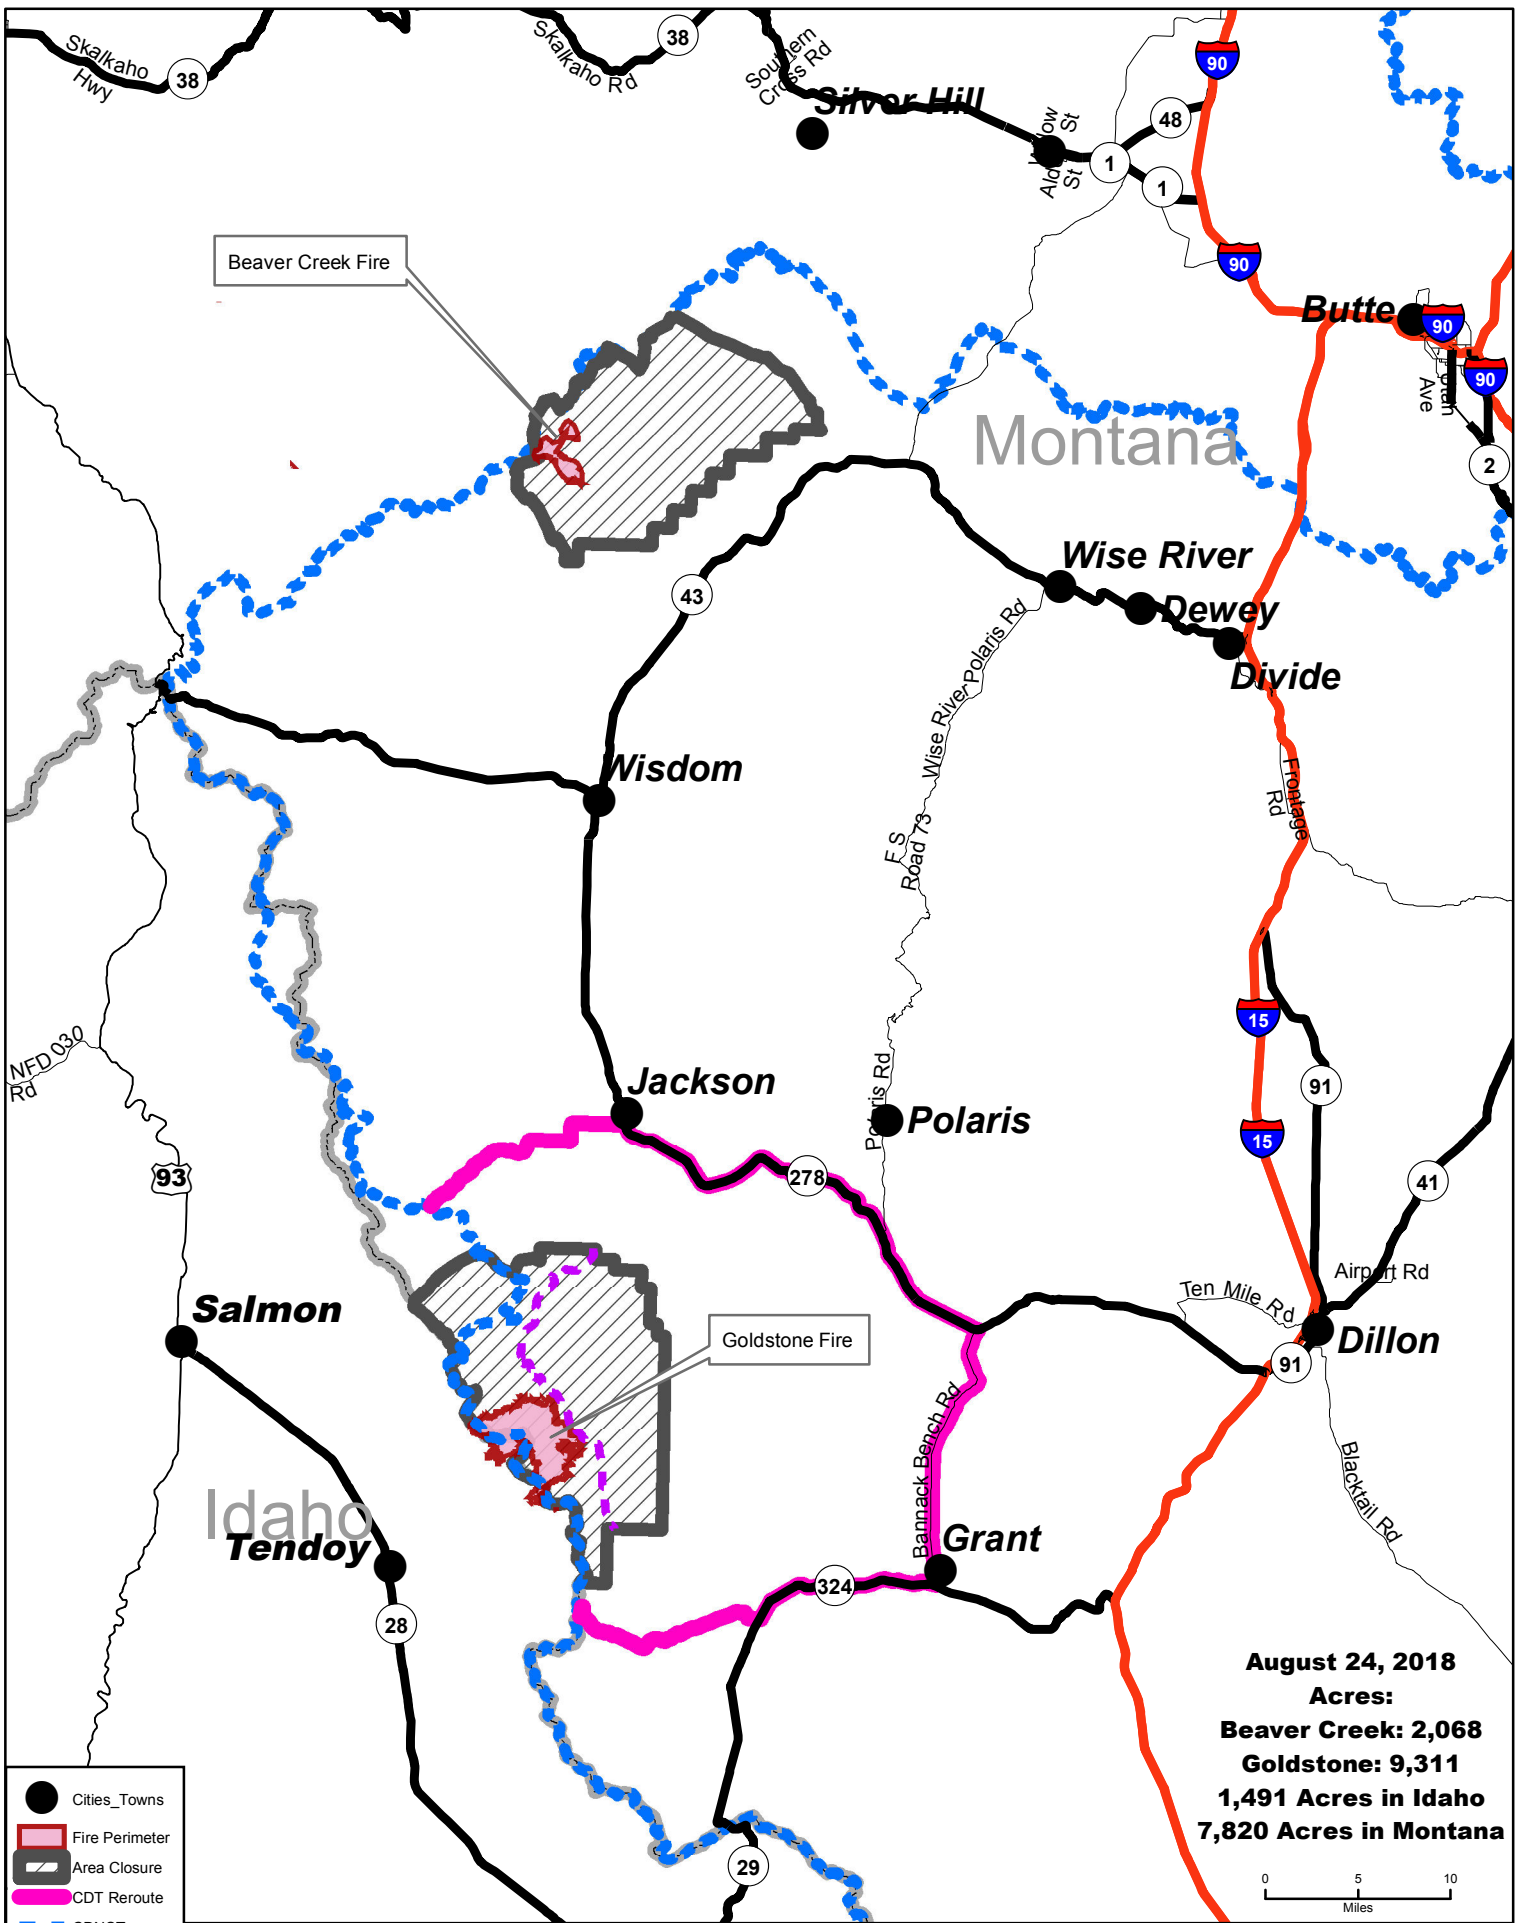 38
Skalkaho Rd
Southern
Cross Rd
Skalkaho
Hwy
38
90
Silver Hill
48
St
St
1
1
Beaver Creek Fire
90
Butte
90
90
Ave
Montana
2
Wise River
43
Dewey
Wise River Polaris Rd
Divide
Wisdom
Frontage
Rd
F S
Road 73
15
NFD 030
Rd
Jackson
91
Polaris Rd
Polaris
15
93
278
41
Airport Rd
Ten Mile Rd
Salmon
Goldstone Fire
Dillon
91
Bannack Bench Rd
Blacktail Rd
Idaho
Tendoy
Grant
324
28
August 24, 2018
Acres:
Beaver Creek: 2,068
Goldstone: 9,311
1,491 Acres in Idaho
7,820 Acres in Montana
29
0 5 10
Miles
Cities_Towns
Fire Perimeter
Area Closure
CDT Reroute